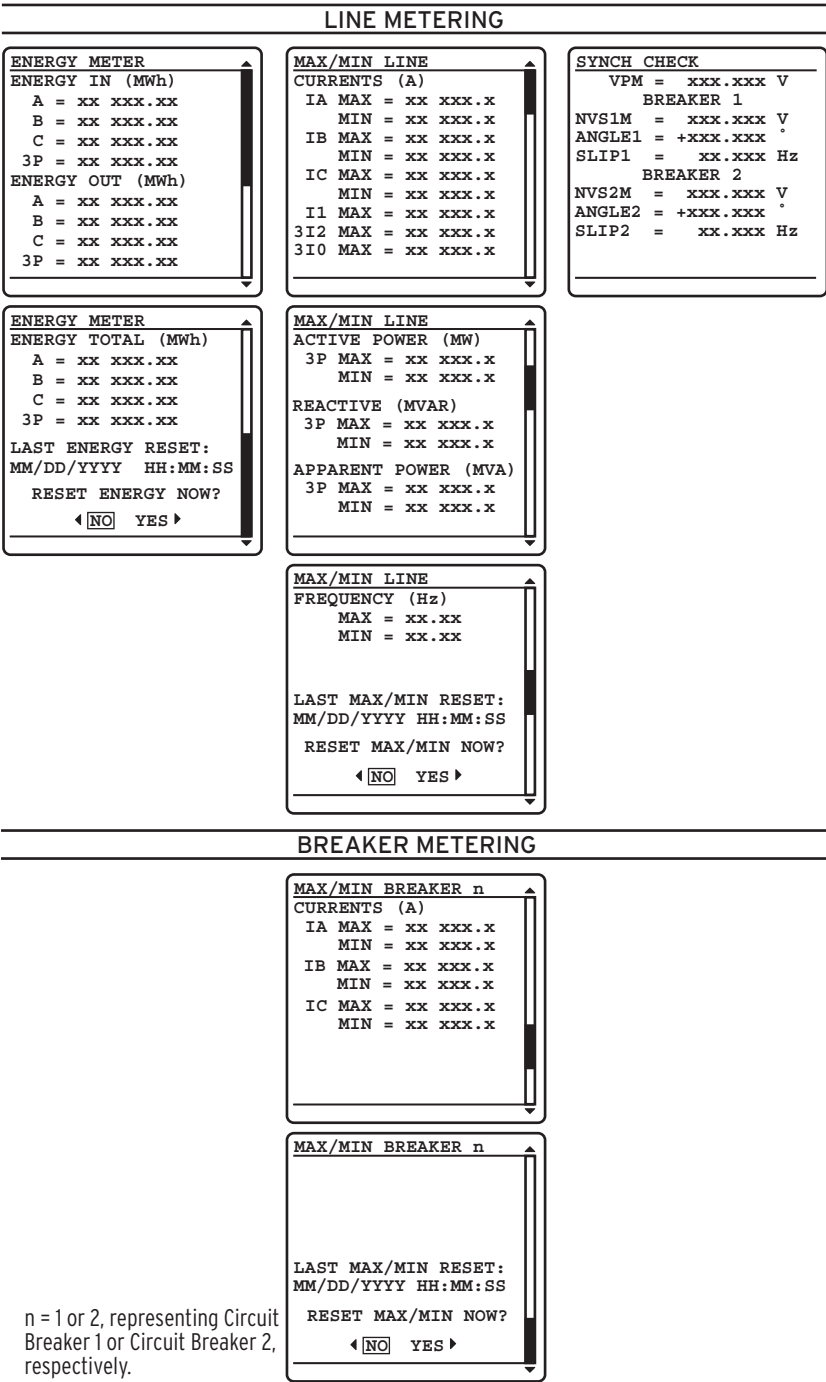 LINE METERING
ENERGY METER
ENERGY IN (MWh)
A = xx xxx.xx
B = xx xxx.xx
C = xx xxx.xx
3P = xx xxx.xx
ENERGY OUT (MWh)
A = xx xxx.xx
B = xx xxx.xx
C = xx xxx.xx
3P = xx xxx.xx
MAX/MIN LINE
CURRENTS (A)
IA MAX = xx xxx.x
MIN = xx xxx.x
IB MAX = xx xxx.x
MIN = xx xxx.x
IC MAX = xx xxx.x
MIN = xx xxx.x
I1 MAX = xx xxx.x
3I2 MAX = xx xxx.x
3I0 MAX = xx xxx.x
SYNCH CHECK
VPM = xxx.xxx V
BREAKER 1
NVS1M = xxx.xxx V
ANGLE1 = +xxx.xxx °
SLIP1 = xx.xxx Hz
BREAKER 2
NVS2M = xxx.xxx V
ANGLE2 = +xxx.xxx °
SLIP2 = xx.xxx Hz
ENERGY METER
ENERGY TOTAL (MWh)
A = xx xxx.xx
B = xx xxx.xx
C = xx xxx.xx
3P = xx xxx.xx
LAST ENERGY RESET:
MM/DD/YYYY HH:MM:SS
RESET ENERGY NOW?
NO YES
MAX/MIN LINE
ACTIVE POWER (MW)
3P MAX = xx xxx.x
MIN = xx xxx.x
REACTIVE (MVAR)
3P MAX = xx xxx.x
MIN = xx xxx.x
APPARENT POWER (MVA)
3P MAX = xx xxx.x
MIN = xx xxx.x
MAX/MIN LINE
FREQUENCY (Hz)
MAX = xx.xx
MIN = xx.xx
LAST MAX/MIN RESET:
MM/DD/YYYY HH:MM:SS
RESET MAX/MIN NOW?
NO YES
BREAKER METERING
MAX/MIN BREAKER n
CURRENTS (A)
IA MAX = xx xxx.x
MIN = xx xxx.x
IB MAX = xx xxx.x
MIN = xx xxx.x
IC MAX = xx xxx.x
MIN = xx xxx.x
MAX/MIN BREAKER n
LAST MAX/MIN RESET:
MM/DD/YYYY HH:MM:SS
RESET MAX/MIN NOW?
NO YES
n = 1 or 2, representing Circuit
Breaker 1 or Circuit Breaker 2,
respectively.